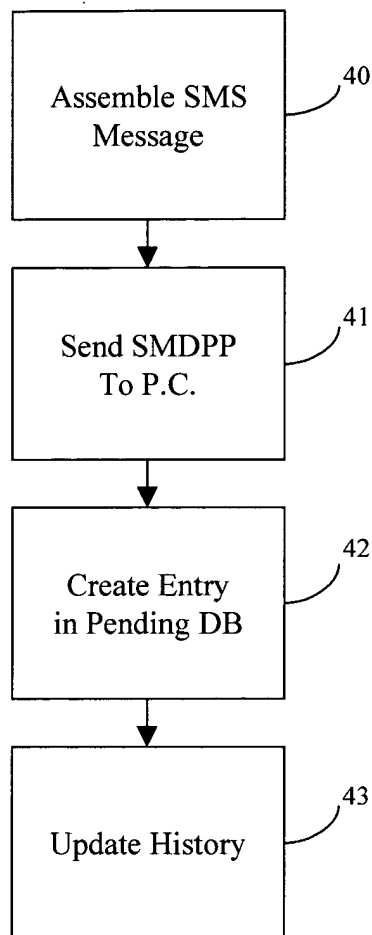 Assemble SMS
Message
40
Send SMDPP
To P.C.
41
Create Entry
in Pending DB
42
Update History
43